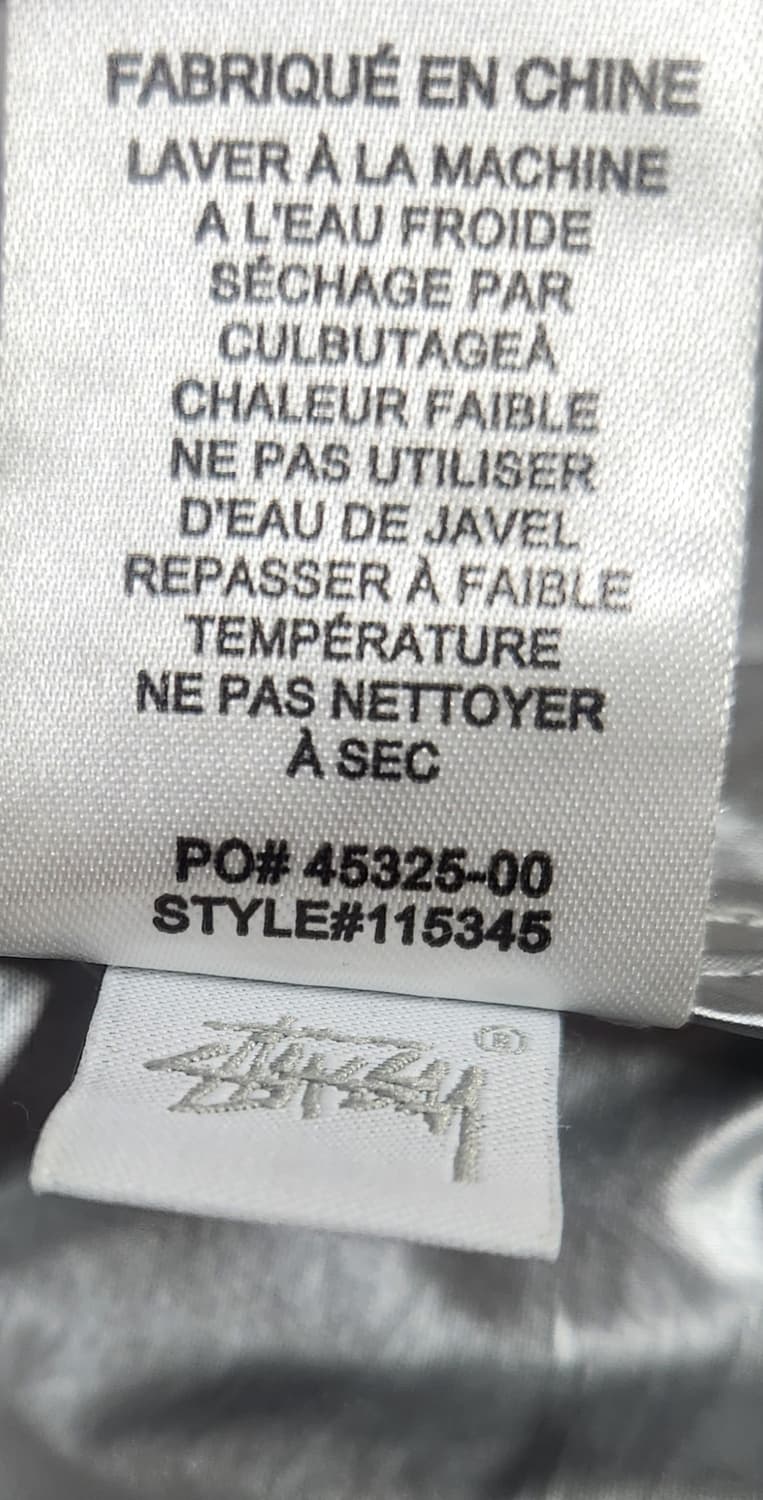 FABRIQUÉ EN CHINE
LAVER À LA MACHINE
A L'EAU FROIDE
SÉCHAGE PAR
CULBUTAGEÀ
CHALEUR FAIBLE
NE PAS UTILISER
D'EAU DE JAVEL
REPASSER À FAIBLE
TEMPÉRATURE
NE PAS NETTOYER
À SEC
PO# 45325-00
STYLE#115345
Stüssy ®